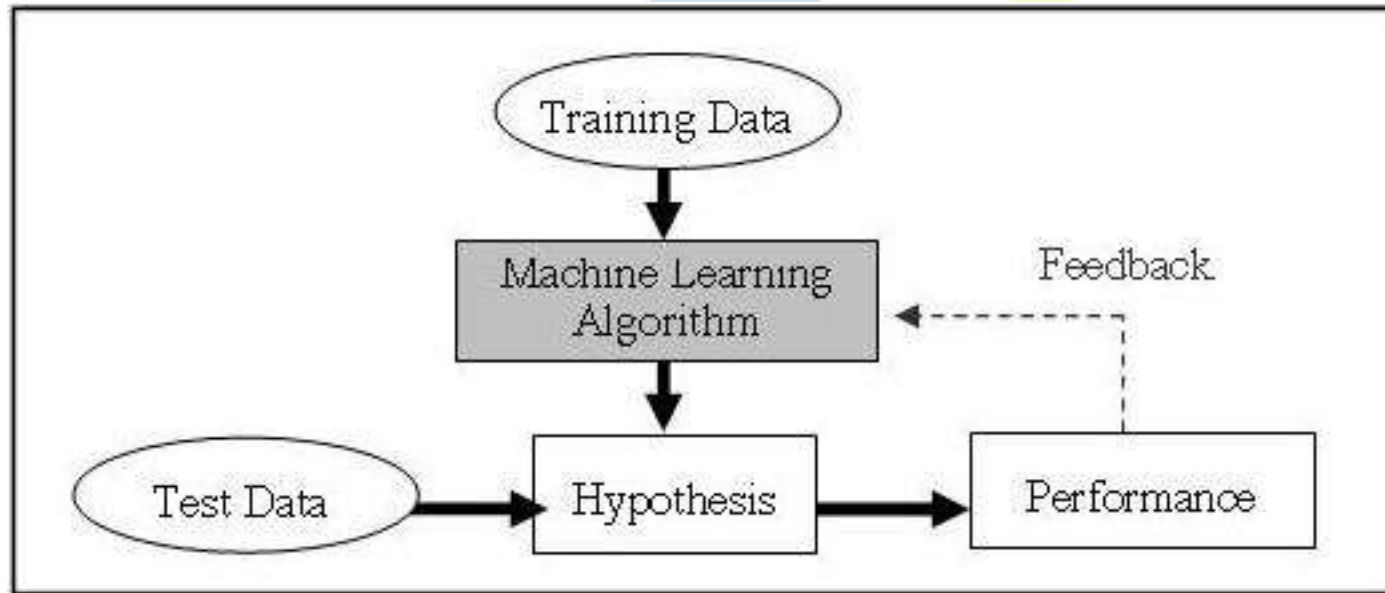 Training Data
Machine Learning
Algorithm
Feedback
Test Data
Hypothesis
Performance